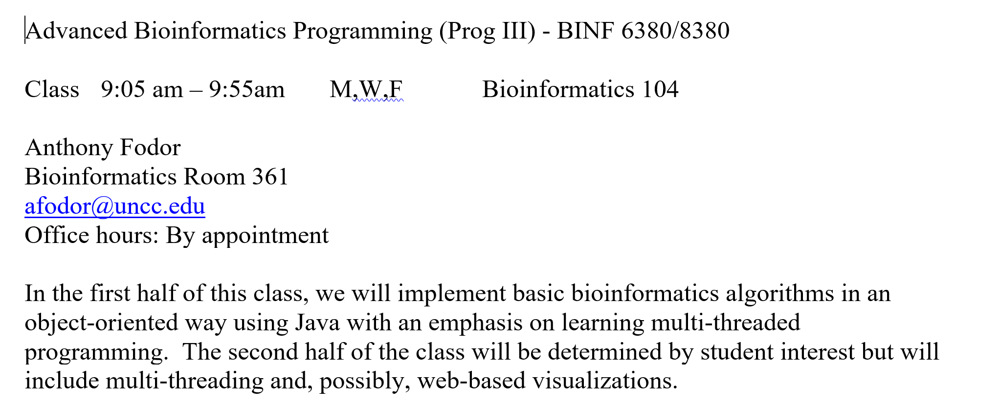 Advanced Bioinformatics Programming (Prog III) - BINF 6380/8380
Class 9:05 am – 9:55am M,W,F Bioinformatics 104
Anthony Fodor
Bioinformatics Room 361
afodor@uncc.edu
Office hours: By appointment
In the first half of this class, we will implement basic bioinformatics algorithms in an
object-oriented way using Java with an emphasis on learning multi-threaded
programming.  The second half of the class will be determined by student interest but will
include multi-threading and, possibly, web-based visualizations.